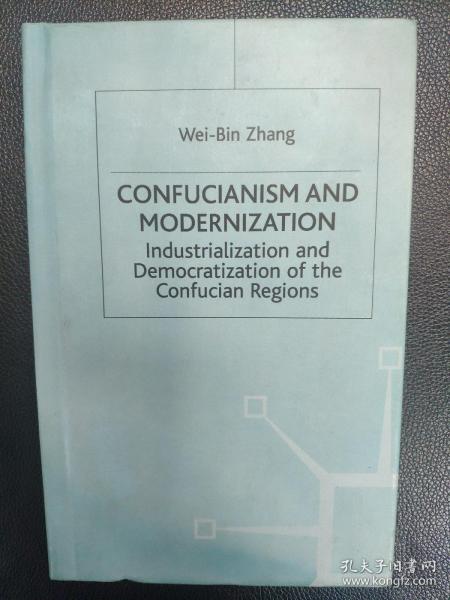 Wei-Bin Zhang
CONFUCIANISM AND
MODERNIZATION
Industrialization and
Democratization of the
Confucian Regions
孔夫子旧书网
www.kongfz.com